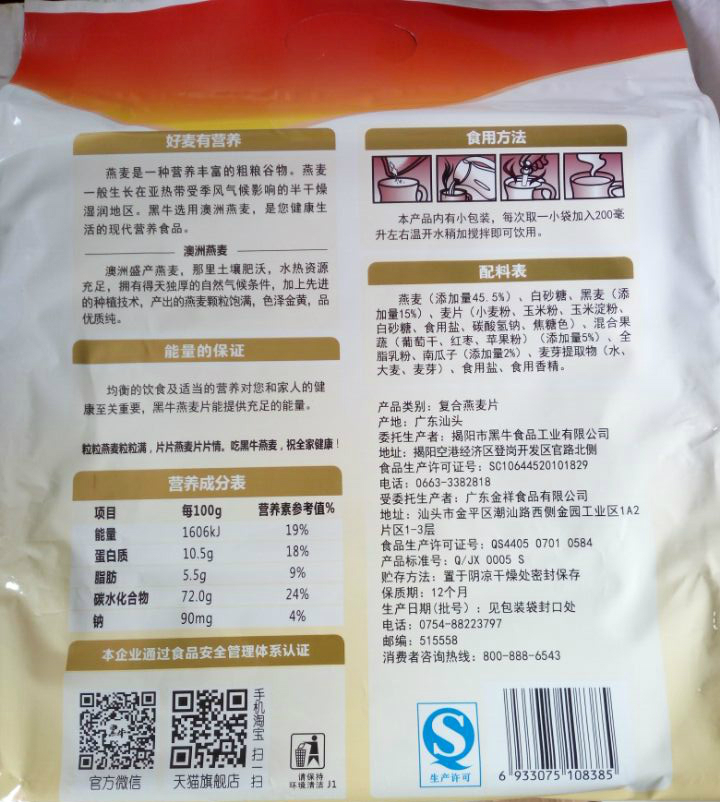 好麦有营养
燕麦是一种营养丰富的粗粮谷物。燕麦
一般生长在亚热带受季风气候影响的半干燥
湿润地区。黑牛选用澳洲燕麦，是您健康生
活的现代营养食品。
澳洲燕麦
澳洲盛产燕麦，那里土壤肥沃，水热资源
充足，拥有得天独厚的自然气候条件，加上先进
的种植技术，产出的燕麦颗粒饱满，色泽金黄，品
优质纯。
能量的保证
均衡的饮食及适当的营养对您和家人的健
康至关重要，黑牛燕麦片能提供充足的能量。
粒粒燕麦粒粒满，片片燕麦片片情。吃黑牛燕麦，祝全家健康！
营养成分表
项目 每100g 营养素参考值%
能量 1606kJ 19%
蛋白质 10.5g 18%
脂肪 5.5g 9%
碳水化合物 72.0g 24%
钠 90mg 4%
本企业通过食品安全管理体系认证
黑牛
官方微信
天猫旗舰店
手机淘宝扫一扫
请保持
环境清洁 J1
食用方法
本产品内有小包装，每次取一小袋加入200毫
升左右温开水稍加搅拌即可饮用。
配料表
燕麦（添加量45.5%）、白砂糖、黑麦（添
加量15%）、麦片（小麦粉、玉米粉、玉米淀粉、
白砂糖、食用盐、碳酸氢钠、焦糖色）、混合果
蔬（葡萄干、红枣、苹果粉）（添加量5%）、全
脂乳粉、南瓜子（添加量2%）、麦芽提取物（水、
大麦、麦芽）、食用盐、食用香精。
产品类别：复合燕麦片
产地：广东汕头
委托生产者：揭阳市黑牛食品工业有限公司
地址：揭阳空港经济区登岗开发区官路北侧
食品生产许可证号：SC10644520101829
电话：0663-3382818
受委托生产者：广东金祥食品有限公司
地址：汕头市金平区潮汕路西侧金园工业区1A2
片区1-3层
食品生产许可证号：QS4405 0701 0584
产品标准号：Q/JX 0005 S
贮存方法：置于阴凉干燥处密封保存
保质期：12个月
生产日期(批号)：见包装袋封口处
电话：0754-88223797
邮编：515558
消费者咨询热线：800-888-6543
生产许可
6 933075 108385